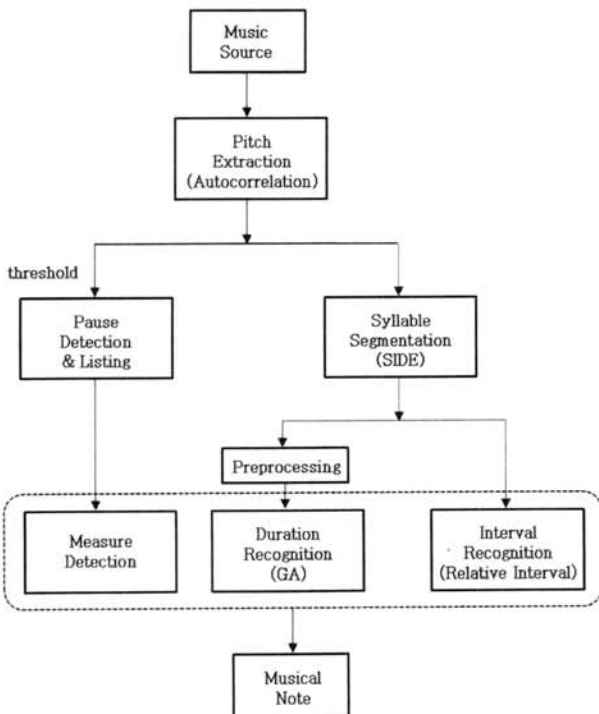 Music
Source
Pitch
Extraction
(Autocorrelation)
threshold
Pause
Detection
& Listing
Syllable
Segmentation
(SIDE)
Preprocessing
Measure
Detection
Duration
Recognition
(GA)
Interval
Recognition
(Relative Interval)
Musical
Note